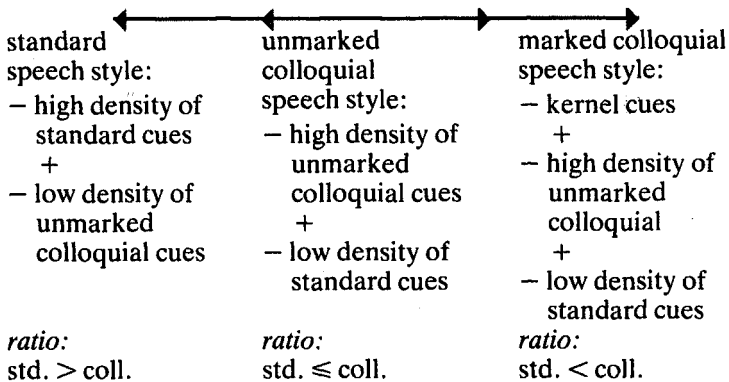 standard
speech style:
– high density of
standard cues
+
– low density of
unmarked
colloquial cues
ratio:
std. > coll.
unmarked
colloquial
speech style:
– high density of
unmarked
colloquial cues
+
– low density of
standard cues
ratio:
std. ⩽ coll.
marked colloquial
speech style:
– kernel cues
+
– high density of
unmarked
colloquial
+
– low density of
standard cues
ratio:
std. < coll.